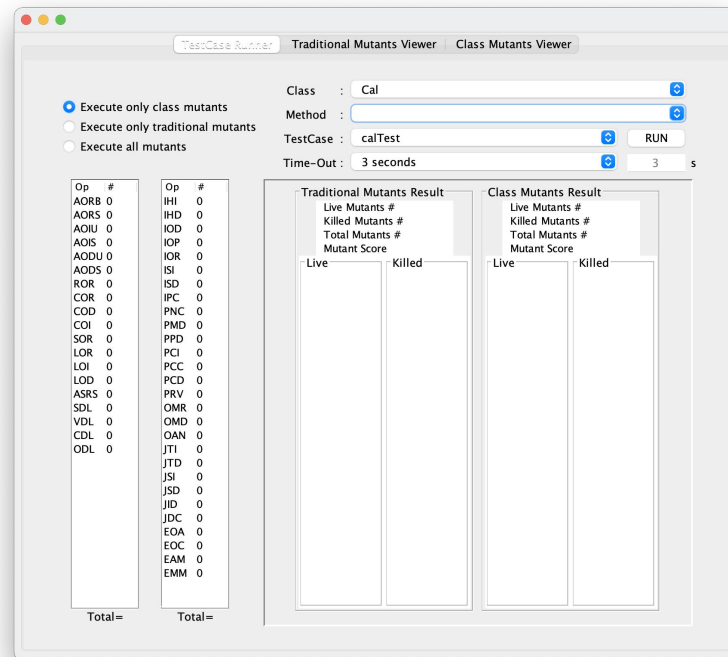 TestCase Runner Traditional Mutants Viewer Class Mutants Viewer
Execute only class mutants
Execute only traditional mutants
Execute all mutants
Class : Cal
Method :
TestCase : calTest RUN
Time-Out : 3 seconds 3 s
Op #
AORB 0
AORS 0
AOIU 0
AOIS 0
AODU 0
AODS 0
ROR 0
COR 0
COD 0
COI 0
SOR 0
LOR 0
LOI 0
LOD 0
ASRS 0
SDL 0
VDL 0
CDL 0
ODL 0
Total=
Op #
IHI 0
IHD 0
IOD 0
IOP 0
IOR 0
ISI 0
ISD 0
IPC 0
PNC 0
PMD 0
PPD 0
PCI 0
PCC 0
PCD 0
PRV 0
OMR 0
OMD 0
OAN 0
JTI 0
JTD 0
JSI 0
JSD 0
JID 0
JDC 0
EOA 0
EOC 0
EAM 0
EMM 0
Total=
Traditional Mutants Result
Live Mutants #
Killed Mutants #
Total Mutants #
Mutant Score
Live Killed
Class Mutants Result
Live Mutants #
Killed Mutants #
Total Mutants #
Mutant Score
Live Killed